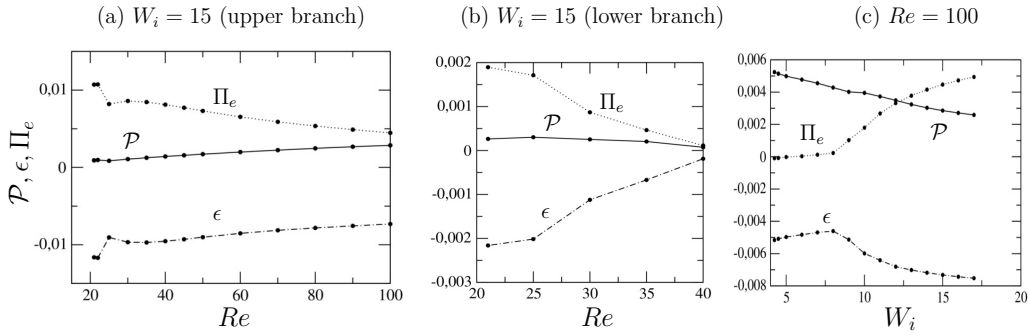 (a) W_i = 15 (upper branch)
(b) W_i = 15 (lower branch)
(c) Re = 100
𝒫, ϵ, Π_e
0,01
0
-0,01
20 40 60 80 100
Re
Π_e
𝒫
ϵ
0,002
0,001
0,000
-0,001
-0,002
-0,003
20 25 30 35 40
Re
Π_e
𝒫
ϵ
0,006
0,004
0,002
0
-0,002
-0,004
-0,006
-0,008
5 10 15 20
W_i
Π_e
𝒫
ϵ